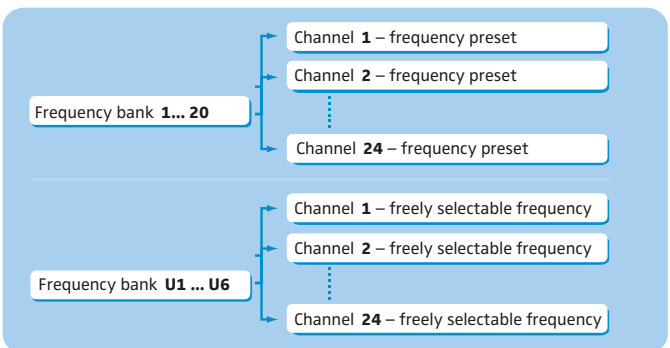 Channel 1 – frequency preset
Channel 2 – frequency preset
Frequency bank 1... 20
Channel 24 – frequency preset
Channel 1 – freely selectable frequency
Channel 2 – freely selectable frequency
Frequency bank U1 ... U6
Channel 24 – freely selectable frequency